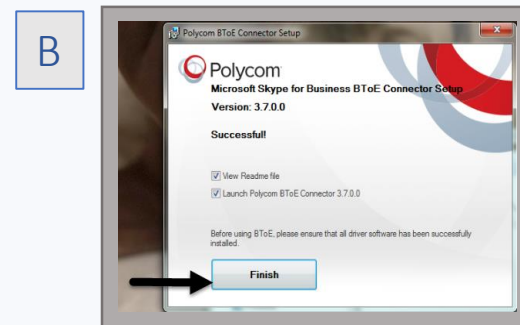 B
Polycom BToE Connector Setup
Polycom
Microsoft Skype for Business BToE Connector Setup
Version: 3.7.0.0
Successful!
View Readme file
Launch Polycom BToE Connector 3.7.0.0
Before using BToE, please ensure that all driver software has been successfully
installed.
Finish